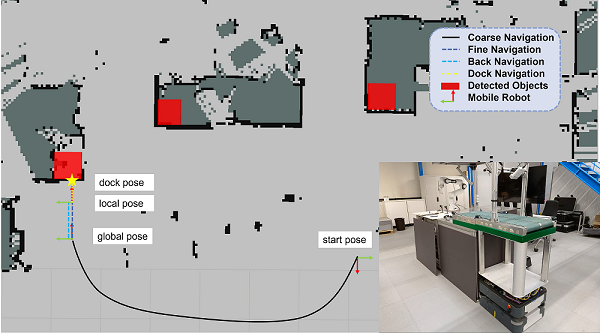 Coarse Navigation
Fine Navigation
Back Navigation
Dock Navigation
Detected Objects
Mobile Robot
dock pose
local pose
global pose
start pose